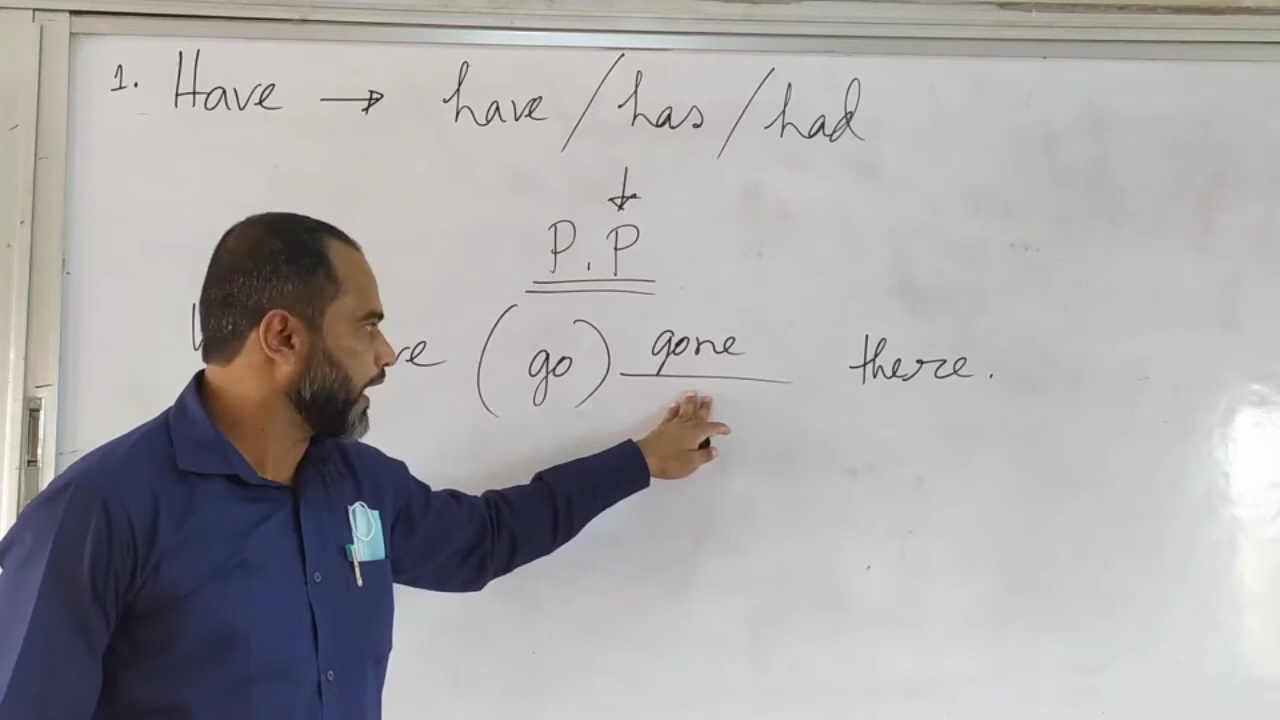 1. Have → have / has / had
↓
P.P
(go) gone there.